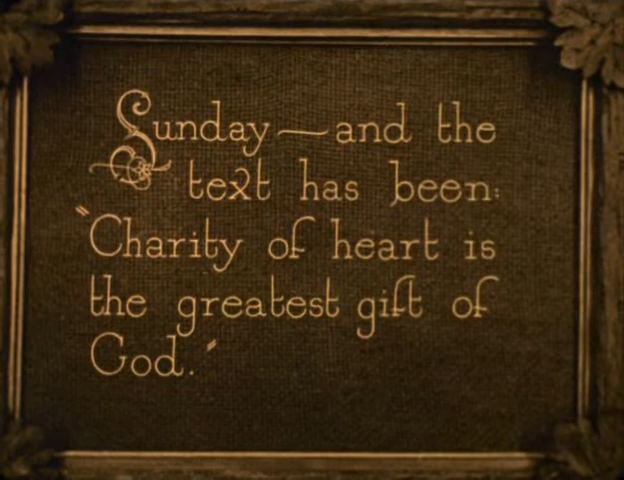 Sunday—and the
text has been:
"Charity of heart is
the greatest gift of
God."